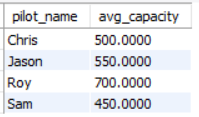 pilot_name avg_capacity
Chris 500.0000
Jason 550.0000
Roy 700.0000
Sam 450.0000